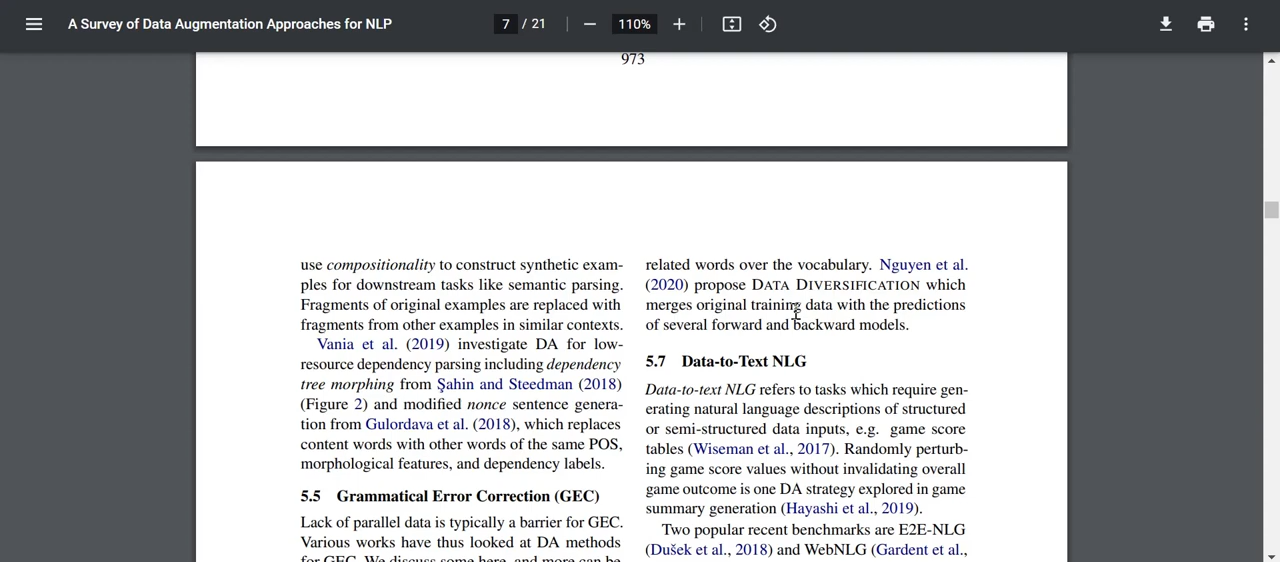 A Survey of Data Augmentation Approaches for NLP
7 / 21
110%
973
use compositionality to construct synthetic exam-
ples for downstream tasks like semantic parsing.
Fragments of original examples are replaced with
fragments from other examples in similar contexts.
Vania et al. (2019) investigate DA for low-
resource dependency parsing including dependency
tree morphing from Şahin and Steedman (2018)
(Figure 2) and modified nonce sentence genera-
tion from Gulordava et al. (2018), which replaces
content words with other words of the same POS,
morphological features, and dependency labels.
5.5 Grammatical Error Correction (GEC)
Lack of parallel data is typically a barrier for GEC.
Various works have thus looked at DA methods
for GEC. We discuss some here, and more can be
related words over the vocabulary. Nguyen et al.
(2020) propose DATA DIVERSIFICATION which
merges original training data with the predictions
of several forward and backward models.
5.7 Data-to-Text NLG
Data-to-text NLG refers to tasks which require gen-
erating natural language descriptions of structured
or semi-structured data inputs, e.g. game score
tables (Wiseman et al., 2017). Randomly perturb-
ing game score values without invalidating overall
game outcome is one DA strategy explored in game
summary generation (Hayashi et al., 2019).
Two popular recent benchmarks are E2E-NLG
(Dušek et al., 2018) and WebNLG (Gardent et al.,